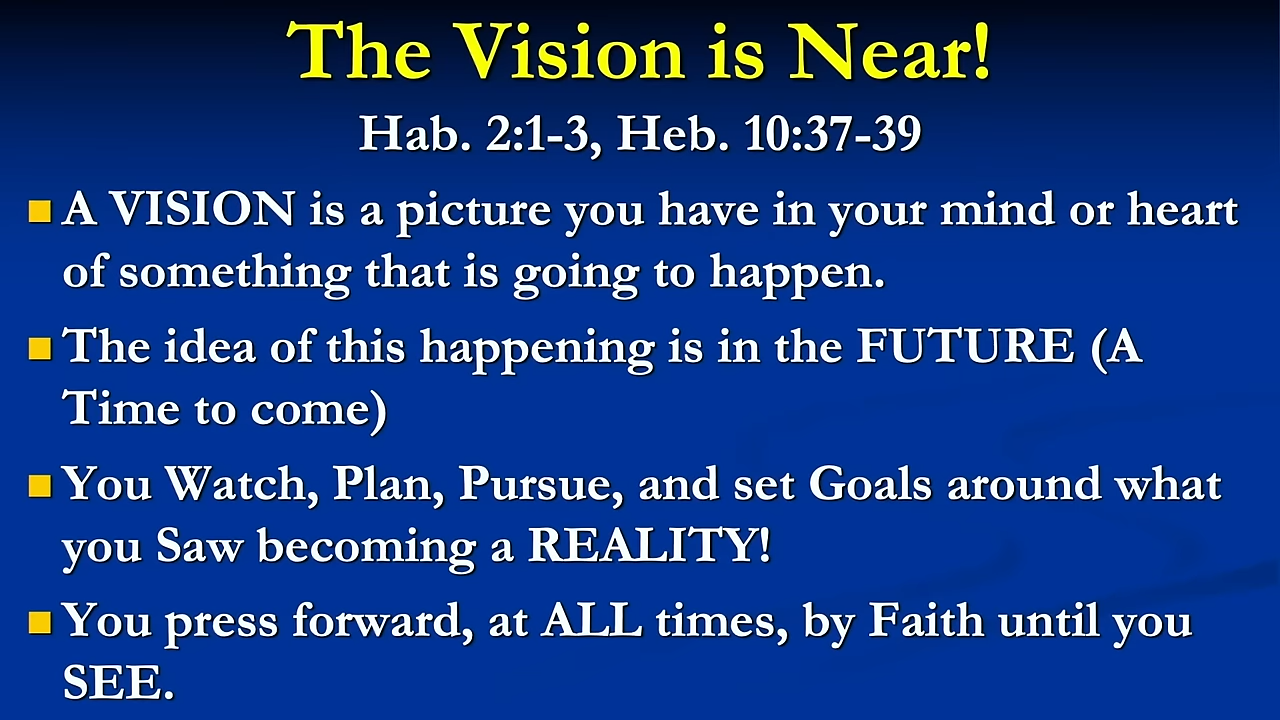 The Vision is Near!
Hab. 2:1-3, Heb. 10:37-39
A VISION is a picture you have in your mind or heart
of something that is going to happen.
The idea of this happening is in the FUTURE (A
Time to come)
You Watch, Plan, Pursue, and set Goals around what
you Saw becoming a REALITY!
You press forward, at ALL times, by Faith until you
SEE.